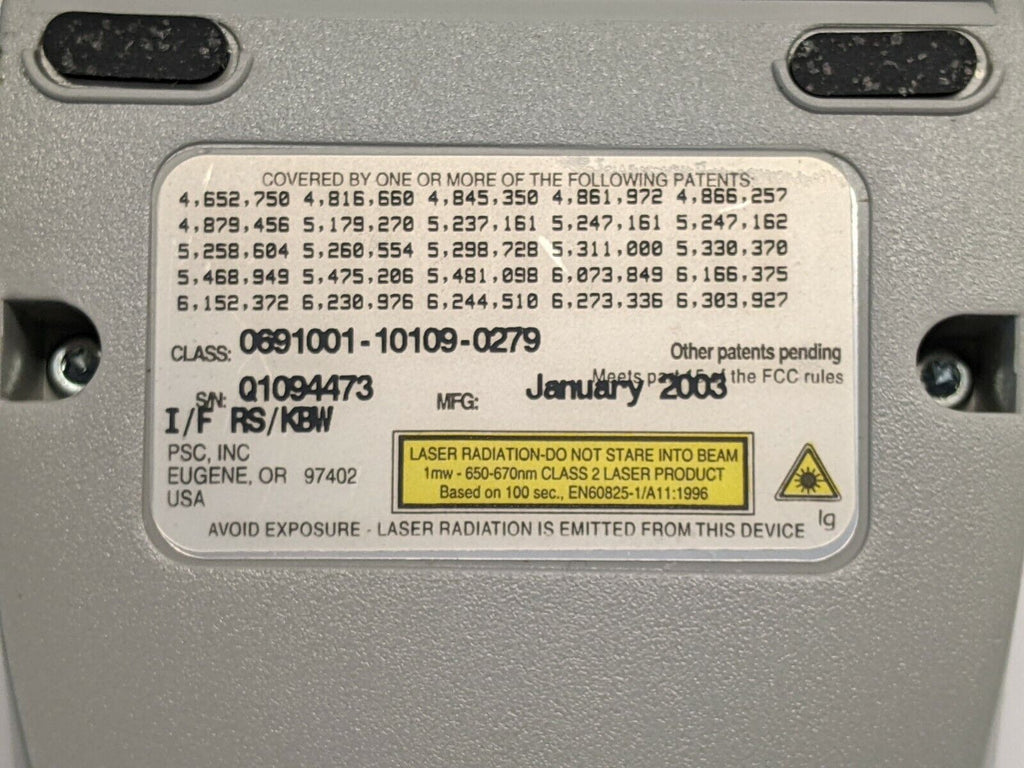 COVERED BY ONE OR MORE OF THE FOLLOWING PATENTS:
4,652,750 4,816,660 4,845,350 4,861,972 4,866,257
4,879,456 5,179,270 5,237,161 5,247,161 5,247,162
5,258,604 5,260,554 5,298,728 5,311,000 5,330,370
5,468,949 5,475,206 5,481,098 6,073,849 6,166,375
6,152,372 6,230,976 6,244,510 6,273,336 6,303,927
CLASS: 0691001-10109-0279
Other patents pending
Meets part 15 of the FCC rules
S/N: Q1094473 MFG: January 2003
I/F RS/KBW
PSC, INC
EUGENE, OR 97402
USA
LASER RADIATION-DO NOT STARE INTO BEAM
1mw - 650-670nm CLASS 2 LASER PRODUCT
Based on 100 sec., EN60825-1/A11:1996
lg
AVOID EXPOSURE - LASER RADIATION IS EMITTED FROM THIS DEVICE